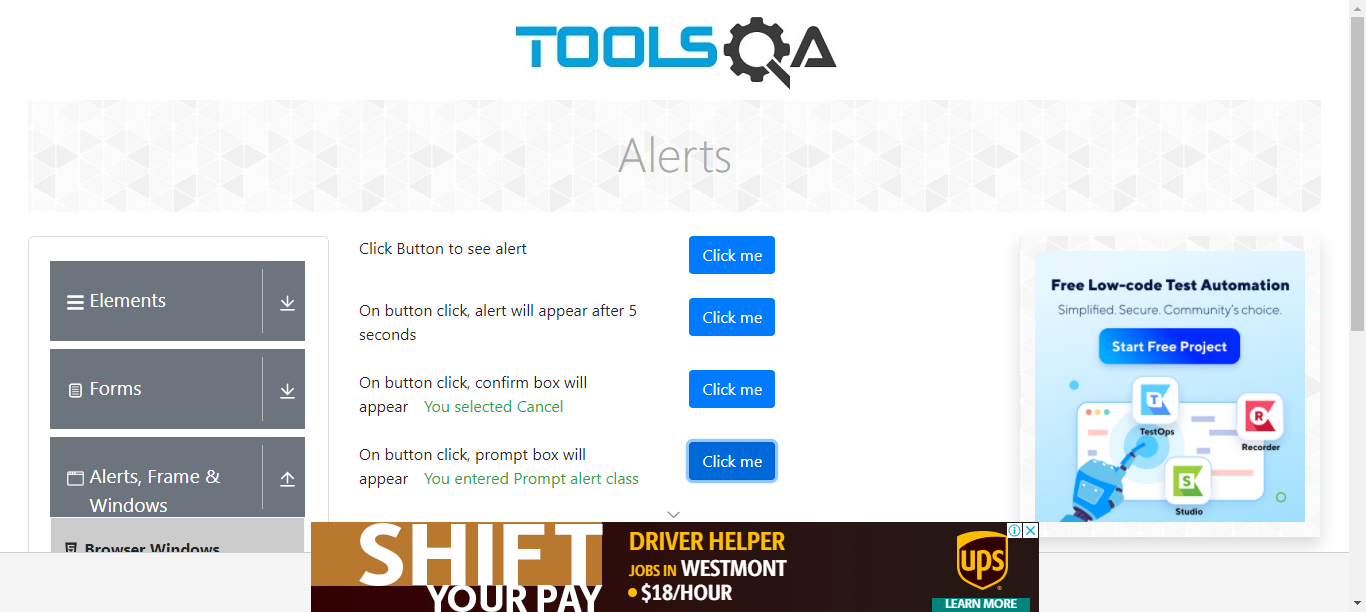 TOOLSQA
Alerts
Elements
Forms
Alerts, Frame &
Windows
Browser Windows
Click Button to see alert
Click me
On button click, alert will appear after 5
seconds
Click me
On button click, confirm box will
appear You selected Cancel
Click me
On button click, prompt box will
appear You entered Prompt alert class
Click me
Free Low-code Test Automation
Simplified. Secure. Community's choice.
Start Free Project
TestOps
Recorder
Studio
SHIFT
YOUR PAY
DRIVER HELPER
JOBS IN WESTMONT
• $18/HOUR
ups
LEARN MORE